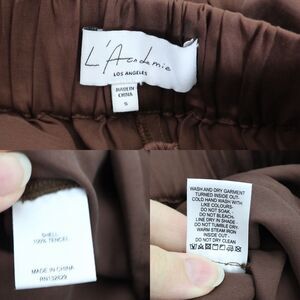 L'Academie
LOS ANGELES
MADE IN
CHINA
S
SHELL:
100% TENCEL
MADE IN CHINA
RN132629
WASH AND DRY GARMENT
TURNED INSIDE OUT.
COLD HAND WASH WITH
LIKE COLOURS.
DO NOT SOAK.
DO NOT BLEACH.
LINE DRY IN SHADE.
DO NOT TUMBLE DRY.
WARM STEAM IRON
INSIDE OUT.
DO NOT DRY CLEAN